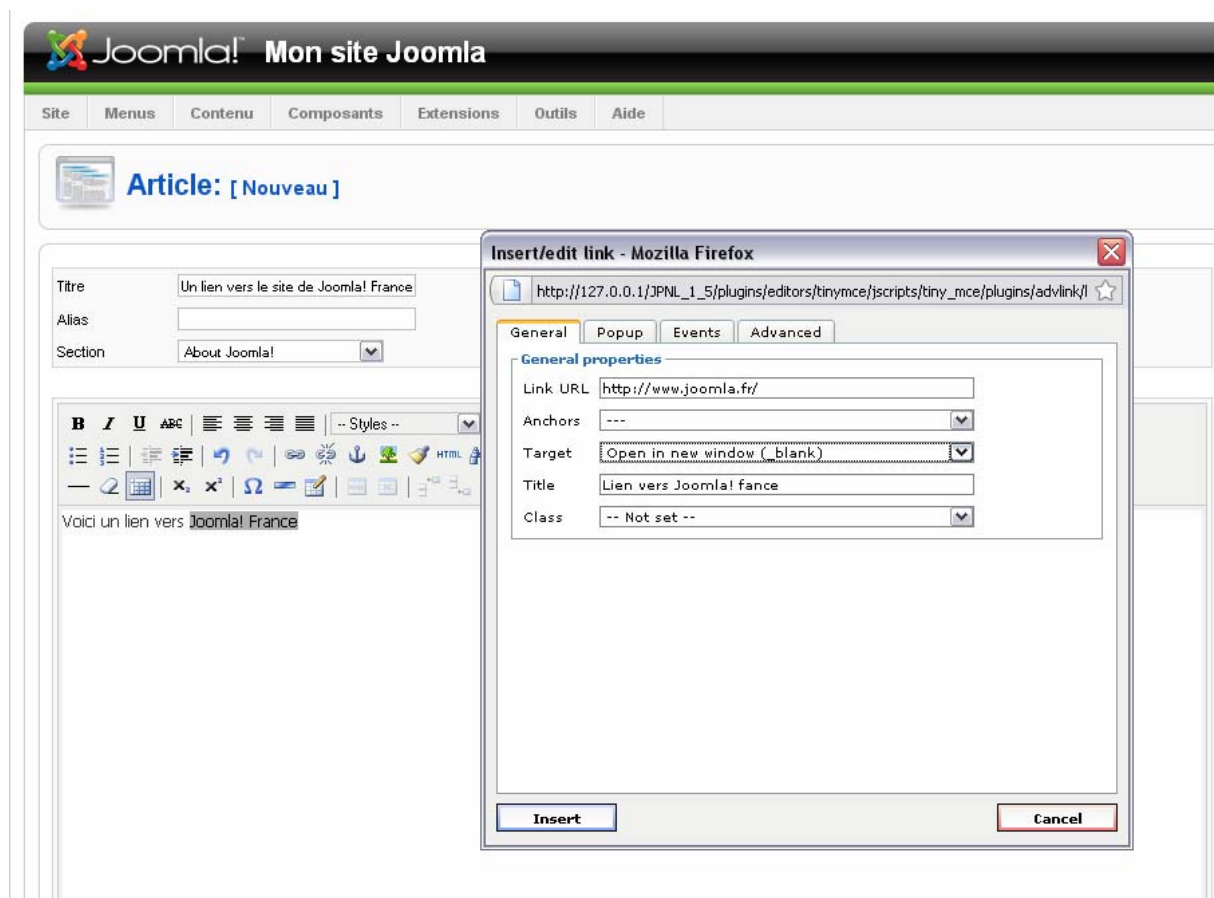 Joomla! Mon site Joomla
Site Menus Contenu Composants Extensions Outils Aide
Article: [ Nouveau ]
Titre Un lien vers le site de Joomla! France
Alias
Section About Joomla!
B I U ABC -- Styles --
HTML
Voici un lien vers Joomla! France
Insert/edit link - Mozilla Firefox
http://127.0.0.1/JPNL_1_5/plugins/editors/tinymce/jscripts/tiny_mce/plugins/advlink/l
General Popup Events Advanced
General properties
Link URL http://www.joomla.fr/
Anchors ---
Target Open in new window (_blank)
Title Lien vers Joomla! fance
Class -- Not set --
Insert Cancel